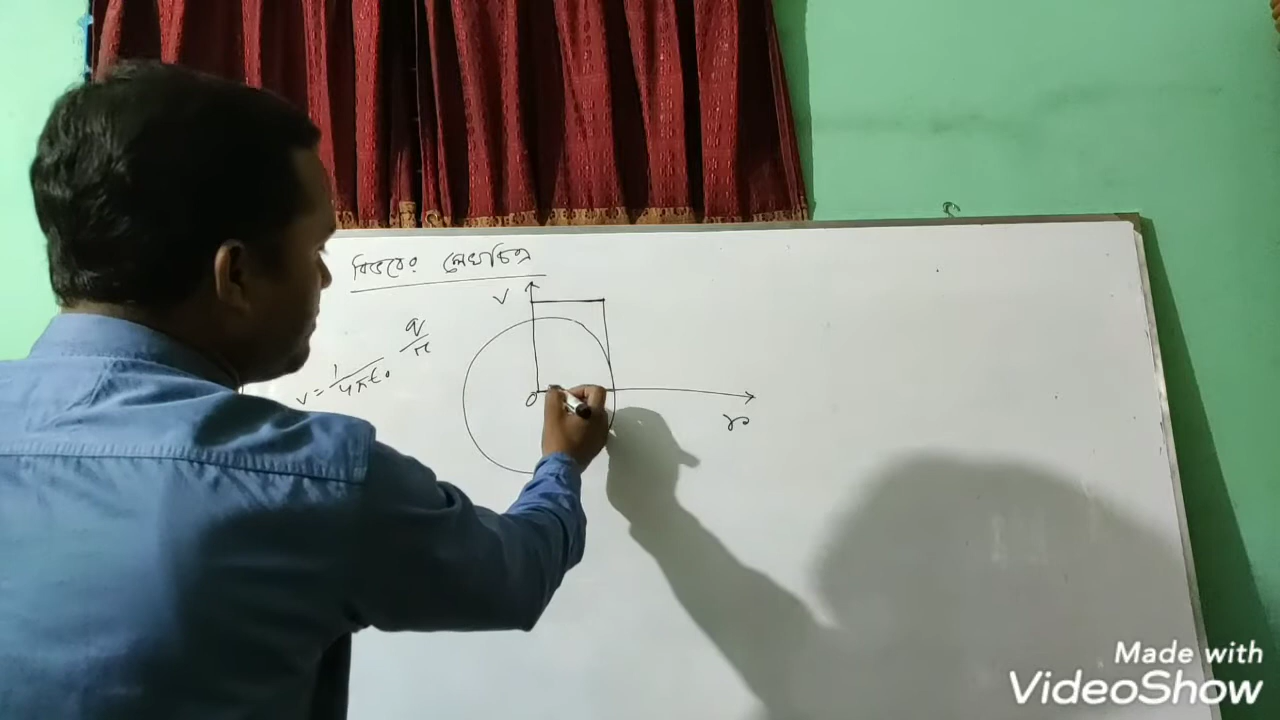 বিভবের লেখচিত্র
V
V = 1/4πε₀ q/r
O
r
Made with
VideoShow